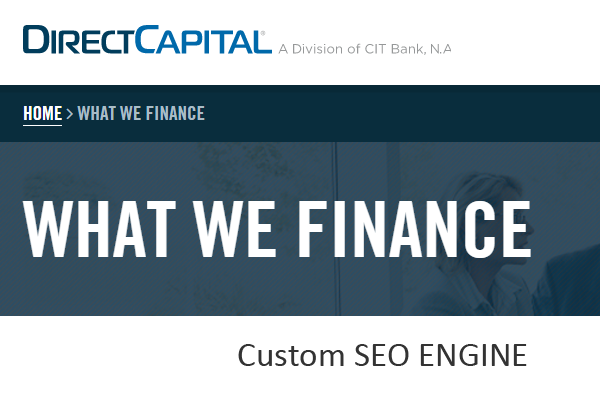 DIRECTCAPITAL® A Division of CIT Bank, N.A
HOME > WHAT WE FINANCE
WHAT WE FINANCE
Custom SEO ENGINE